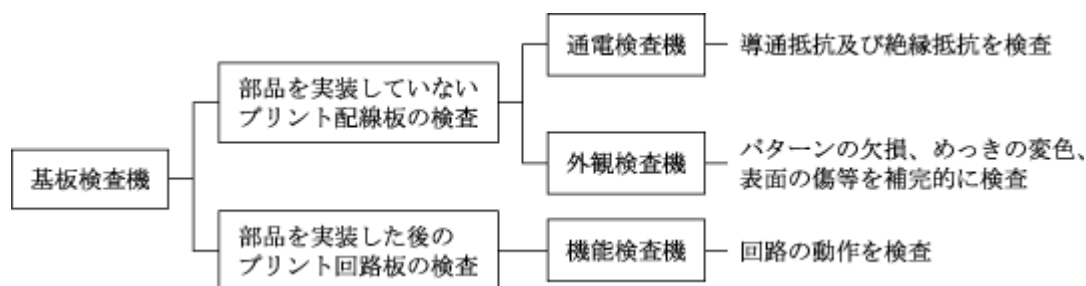 基板検査機
部品を実装していない
プリント配線板の検査
通電検査機
導通抵抗及び絶縁抵抗を検査
外観検査機
パターンの欠損、めっきの変色、
表面の傷等を補完的に検査
部品を実装した後の
プリント回路板の検査
機能検査機
回路の動作を検査